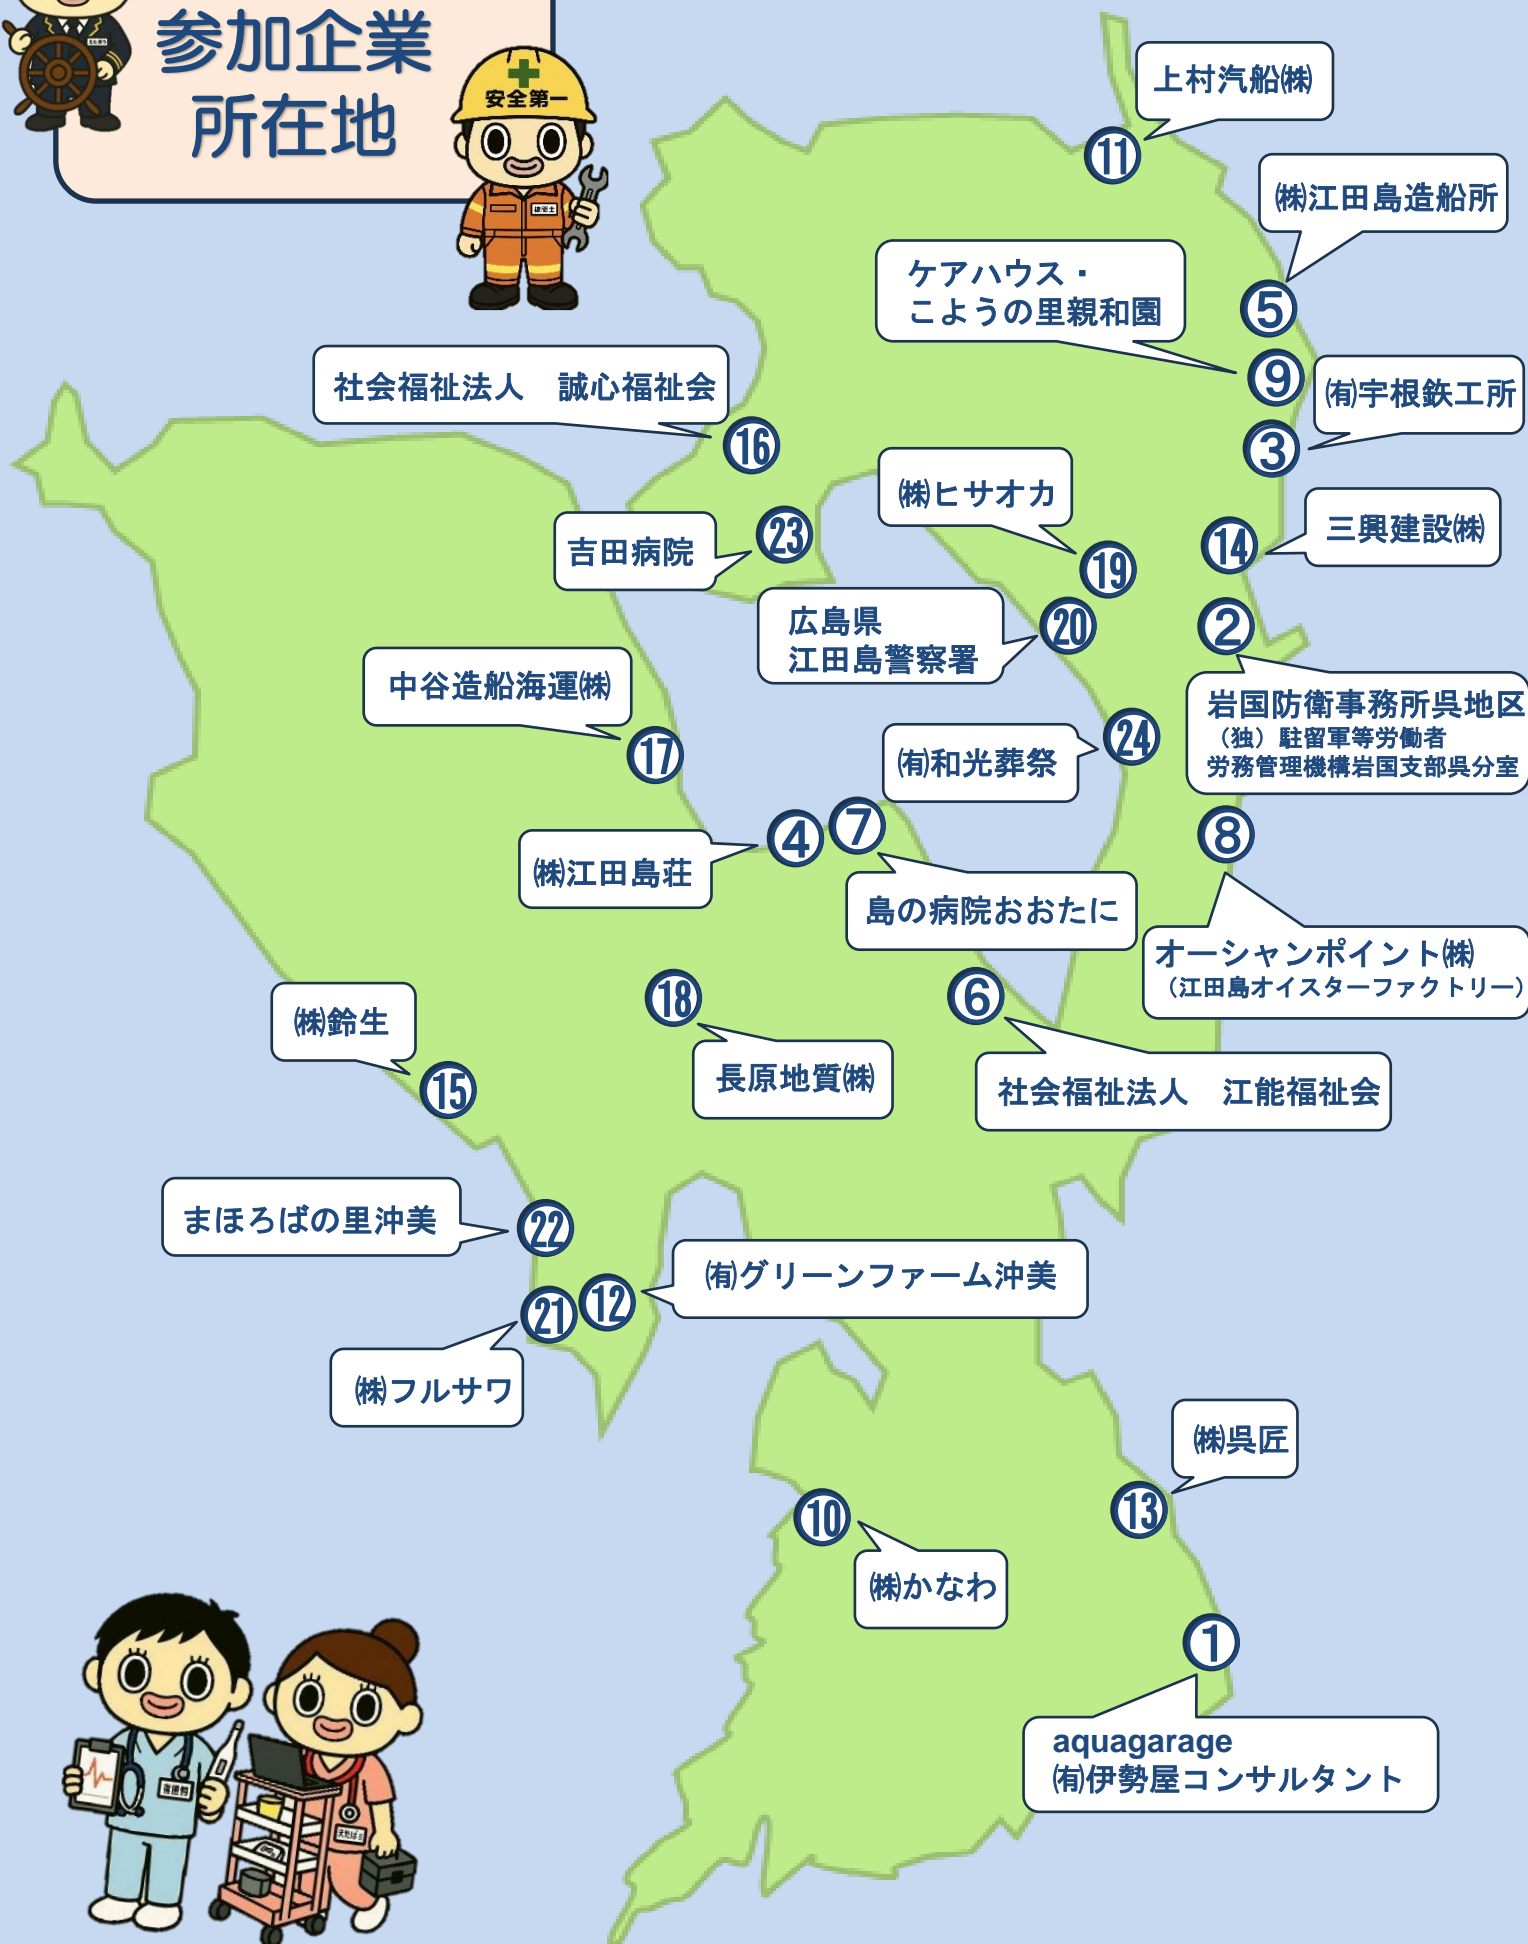 参加企業
所在地
安全第一
上村汽船㈱
⑪
㈱江田島造船所
⑤
ケアハウス・
こようの里親和園
⑨
㈲宇根鉄工所
③
社会福祉法人　誠心福祉会
⑯
㈱ヒサオカ
⑲
吉田病院
㉓
三興建設㈱
⑭
広島県
江田島警察署
⑳
②
岩国防衛事務所呉地区
（独）駐留軍等労働者
労務管理機構岩国支部呉分室
中谷造船海運㈱
⑰
㈲和光葬祭
㉔
④
⑦
⑧
㈱江田島荘
島の病院おおたに
オーシャンポイント㈱
（江田島オイスターファクトリー）
⑱
⑥
㈱鈴生
⑮
長原地質㈱
社会福祉法人　江能福祉会
まほろばの里沖美
㉒
㈲グリーンファーム沖美
⑫
㉑
㈱フルサワ
㈱呉匠
⑬
⑩
㈱かなわ
①
aquagarage
㈲伊勢屋コンサルタント